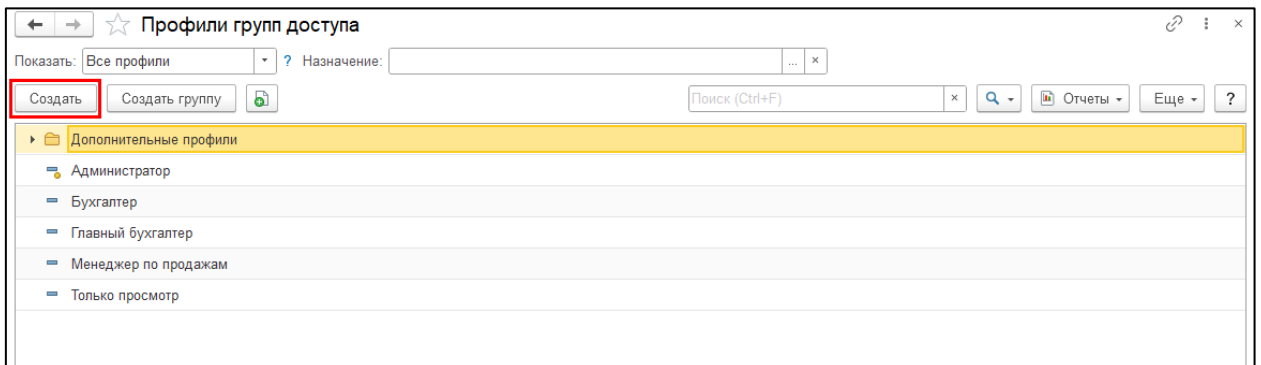 Профили групп доступа
Показать: Все профили ? Назначение: ... ×
Создать Создать группу Поиск (Ctrl+F) × Отчеты Еще ?
Дополнительные профили
Администратор
Бухгалтер
Главный бухгалтер
Менеджер по продажам
Только просмотр